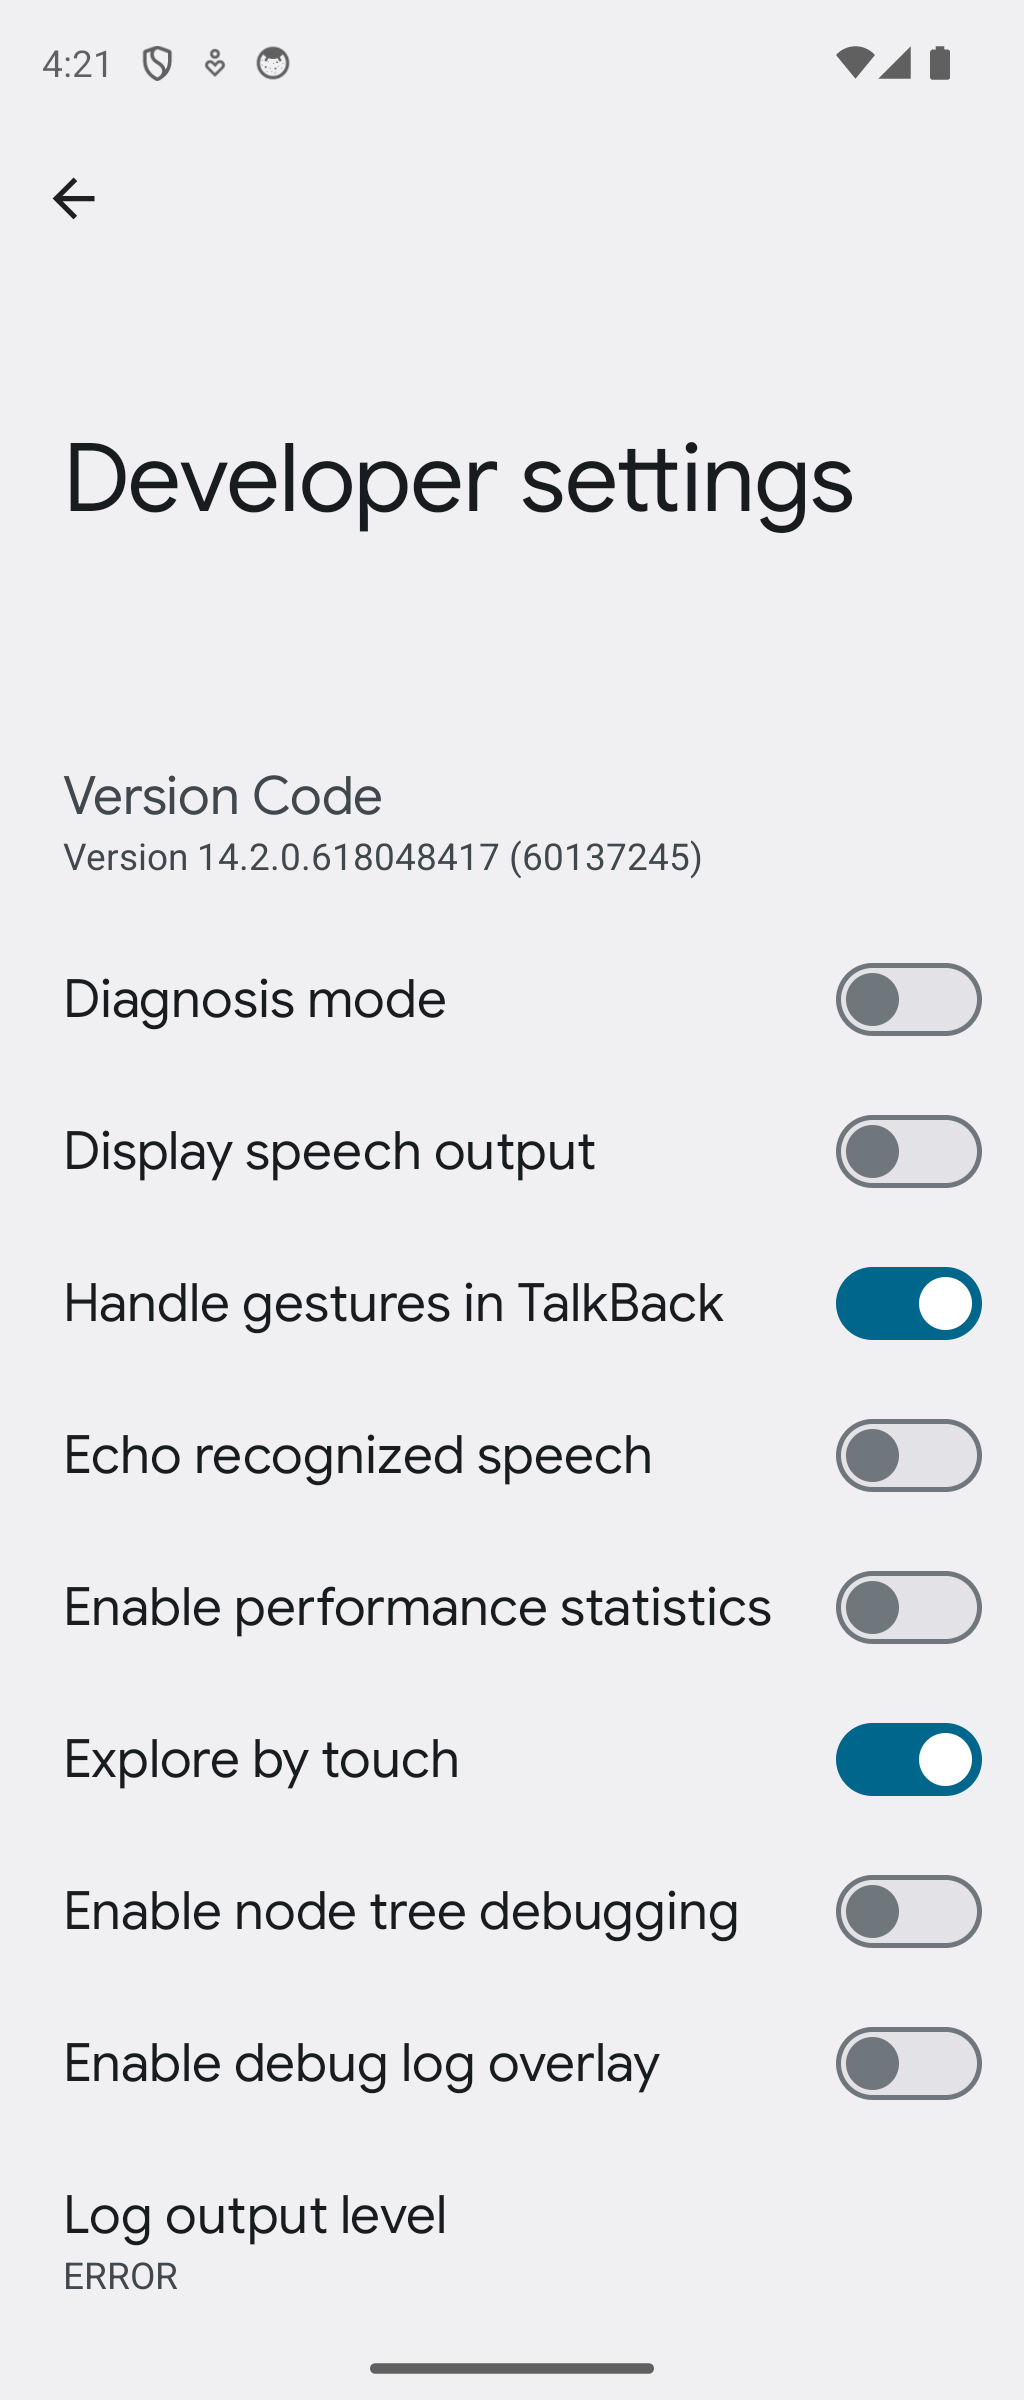 4:21
Developer settings
Version Code
Version 14.2.0.618048417 (60137245)
Diagnosis mode
Display speech output
Handle gestures in TalkBack
Echo recognized speech
Enable performance statistics
Explore by touch
Enable node tree debugging
Enable debug log overlay
Log output level
ERROR